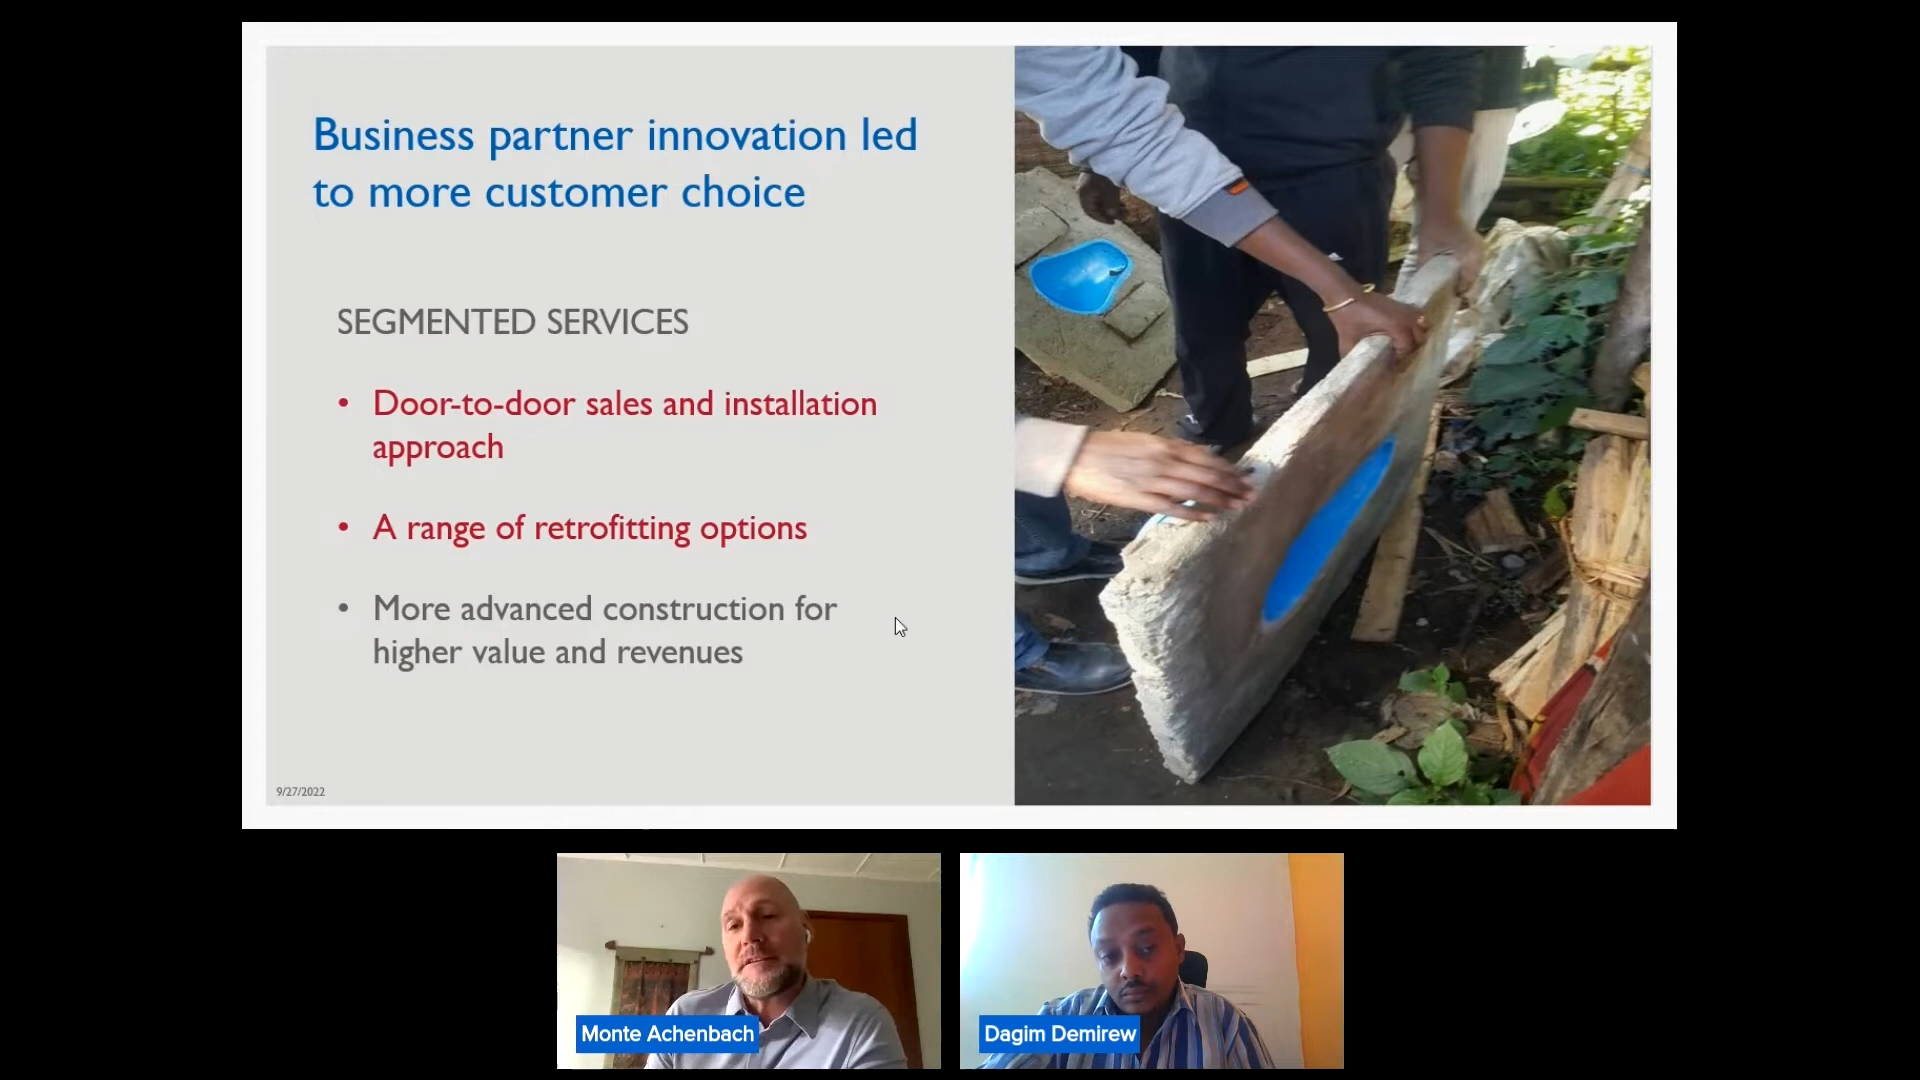 Business partner innovation led
to more customer choice
SEGMENTED SERVICES
• Door-to-door sales and installation
approach
• A range of retrofitting options
• More advanced construction for
higher value and revenues
9/27/2022
Monte Achenbach
Dagim Demirew